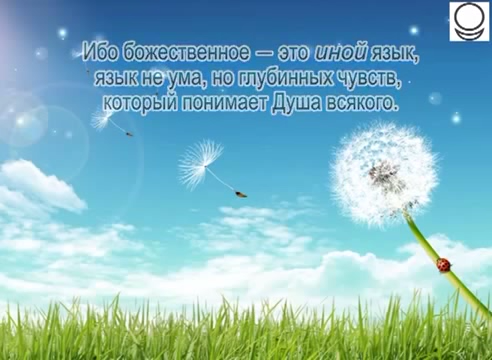 Ибо божественное — это иной язык,
язык не ума, но глубинных чувств,
который понимает Душа всякого.